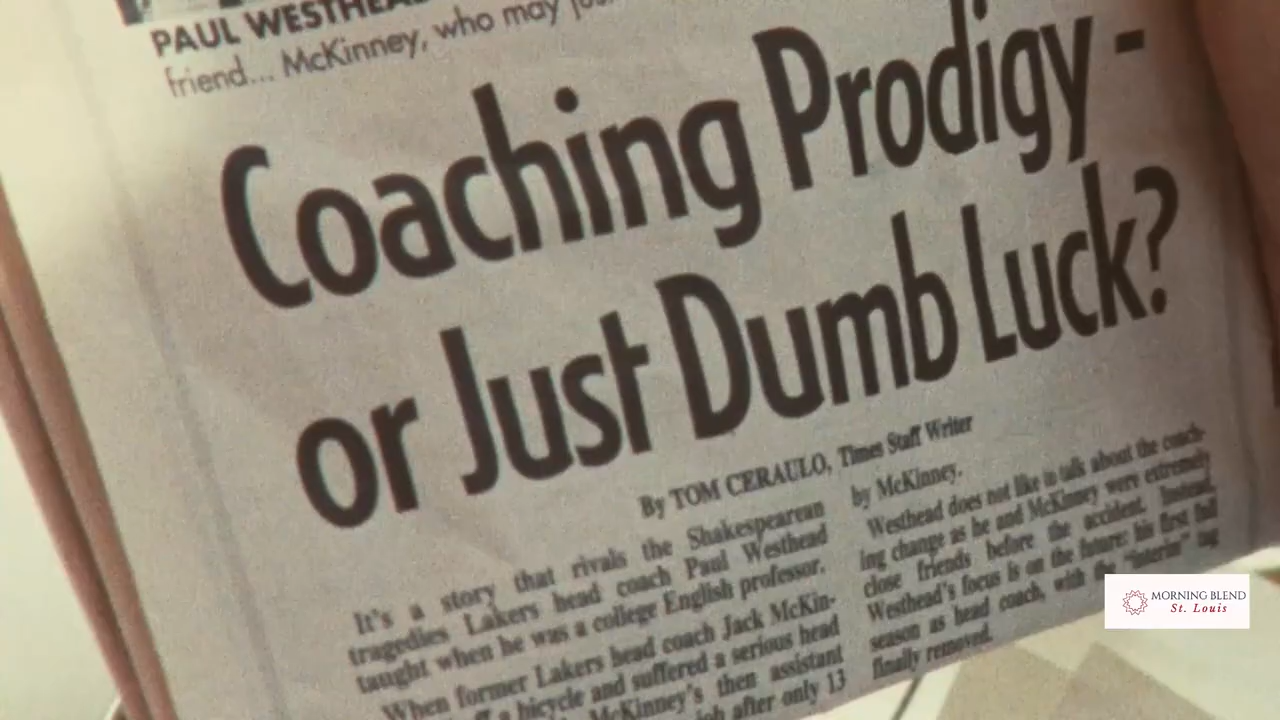 PAUL WESTHEAD
friend... McKinney, who may
Coaching Prodigy -
or Just Dumb Luck?
By TOM CERAULO, Times Staff Writer
It's a story that rivals the Shakespearean
tragedies Lakers head coach Paul Westhead
taught when he was a college English professor.
When former Lakers head coach Jack McKin-
a bicycle and suffered a serious head
McKinney's then assistant
after only 13
by McKinney.
Westhead does not like to talk about the coach-
ing change as he and McKinney were extremely
close friends before the accident. Instead,
Westhead's focus is on the future: his first full
season as head coach, with the "interim" tag
finally removed.
MORNING BLEND
St. Louis